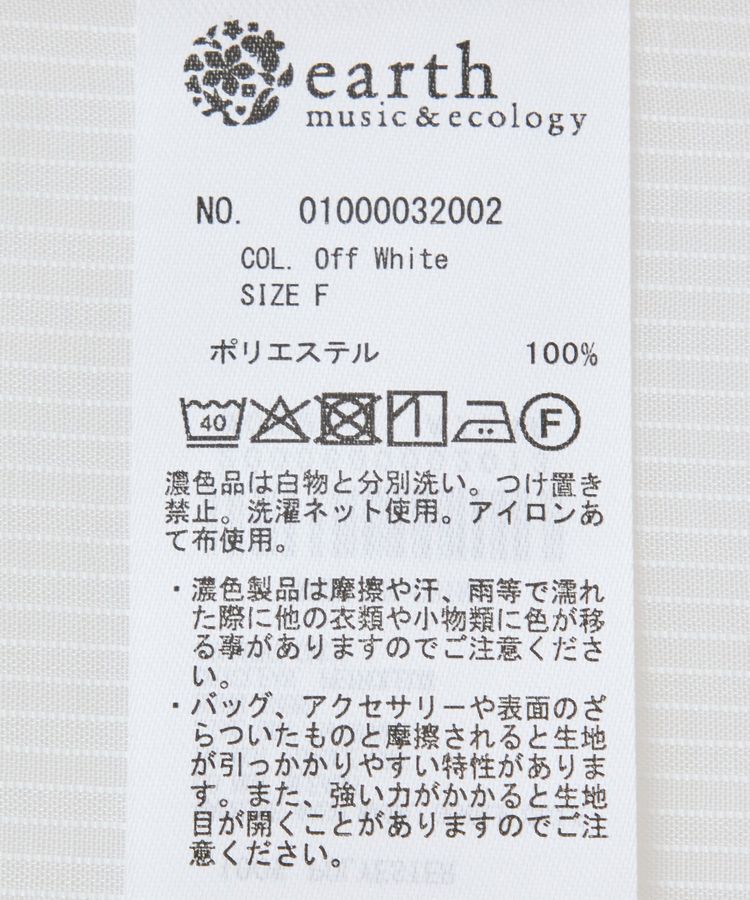 earth
music&ecology
NO. 01000032002
COL. Off White
SIZE F
ポリエステル 100%
40 F
濃色品は白物と分別洗い。つけ置き
禁止。洗濯ネット使用。アイロンあ
て布使用。
・濃色製品は摩擦や汗、雨等で濡れ
た際に他の衣類や小物類に色が移
る事がありますのでご注意くださ
い。
・バッグ、アクセサリーや表面のざ
らついたものと摩擦されると生地
が引っかかりやすい特性がありま
す。また、強い力がかかると生地
目が開くことがありますのでご注
意ください。